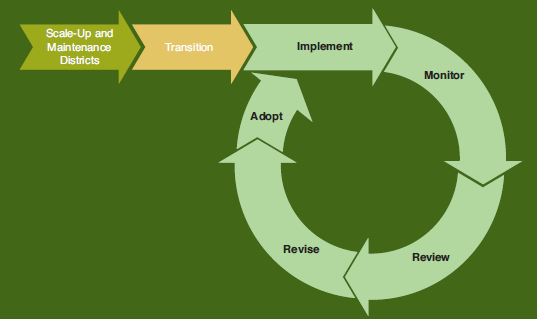 Scale-Up and
Maintenance
Districts
Transition
Implement
Monitor
Review
Revise
Adopt